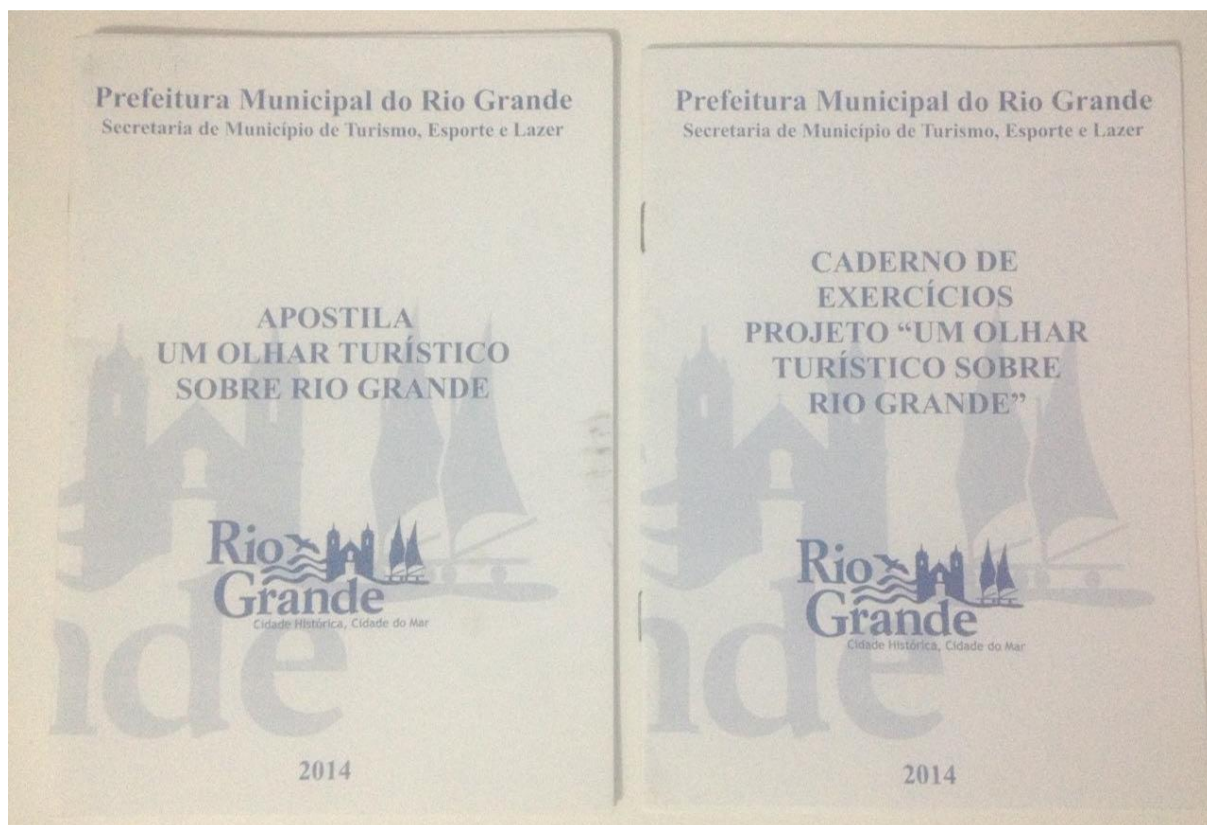 Prefeitura Municipal do Rio Grande
Secretaria de Município de Turismo, Esporte e Lazer
APOSTILA
UM OLHAR TURÍSTICO
SOBRE RIO GRANDE
Rio
Grande
Cidade Histórica, Cidade do Mar
nde
2014
Prefeitura Municipal do Rio Grande
Secretaria de Município de Turismo, Esporte e Lazer
CADERNO DE
EXERCÍCIOS
PROJETO “UM OLHAR
TURÍSTICO SOBRE
RIO GRANDE”
Rio
Grande
Cidade Histórica, Cidade do Mar
nde
2014